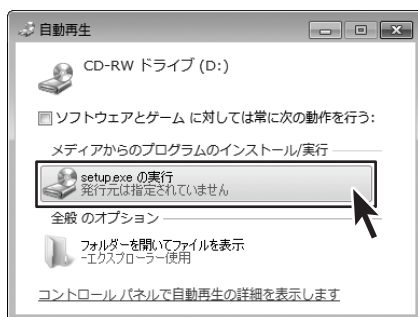 自動再生
CD-RW ドライブ (D:)
ソフトウェアとゲーム に対しては常に次の動作を行う:
メディアからのプログラムのインストール/実行
setup.exe の実行
発行元は指定されていません
全般 のオプション
フォルダーを開いてファイルを表示
-エクスプローラー使用
コントロール パネルで自動再生の詳細を表示します